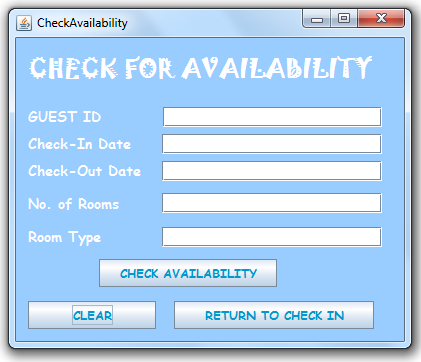 CheckAvailability
CHECK FOR AVAILABILITY
GUEST ID
Check-In Date
Check-Out Date
No. of Rooms
Room Type
CHECK AVAILABILITY
CLEAR RETURN TO CHECK IN